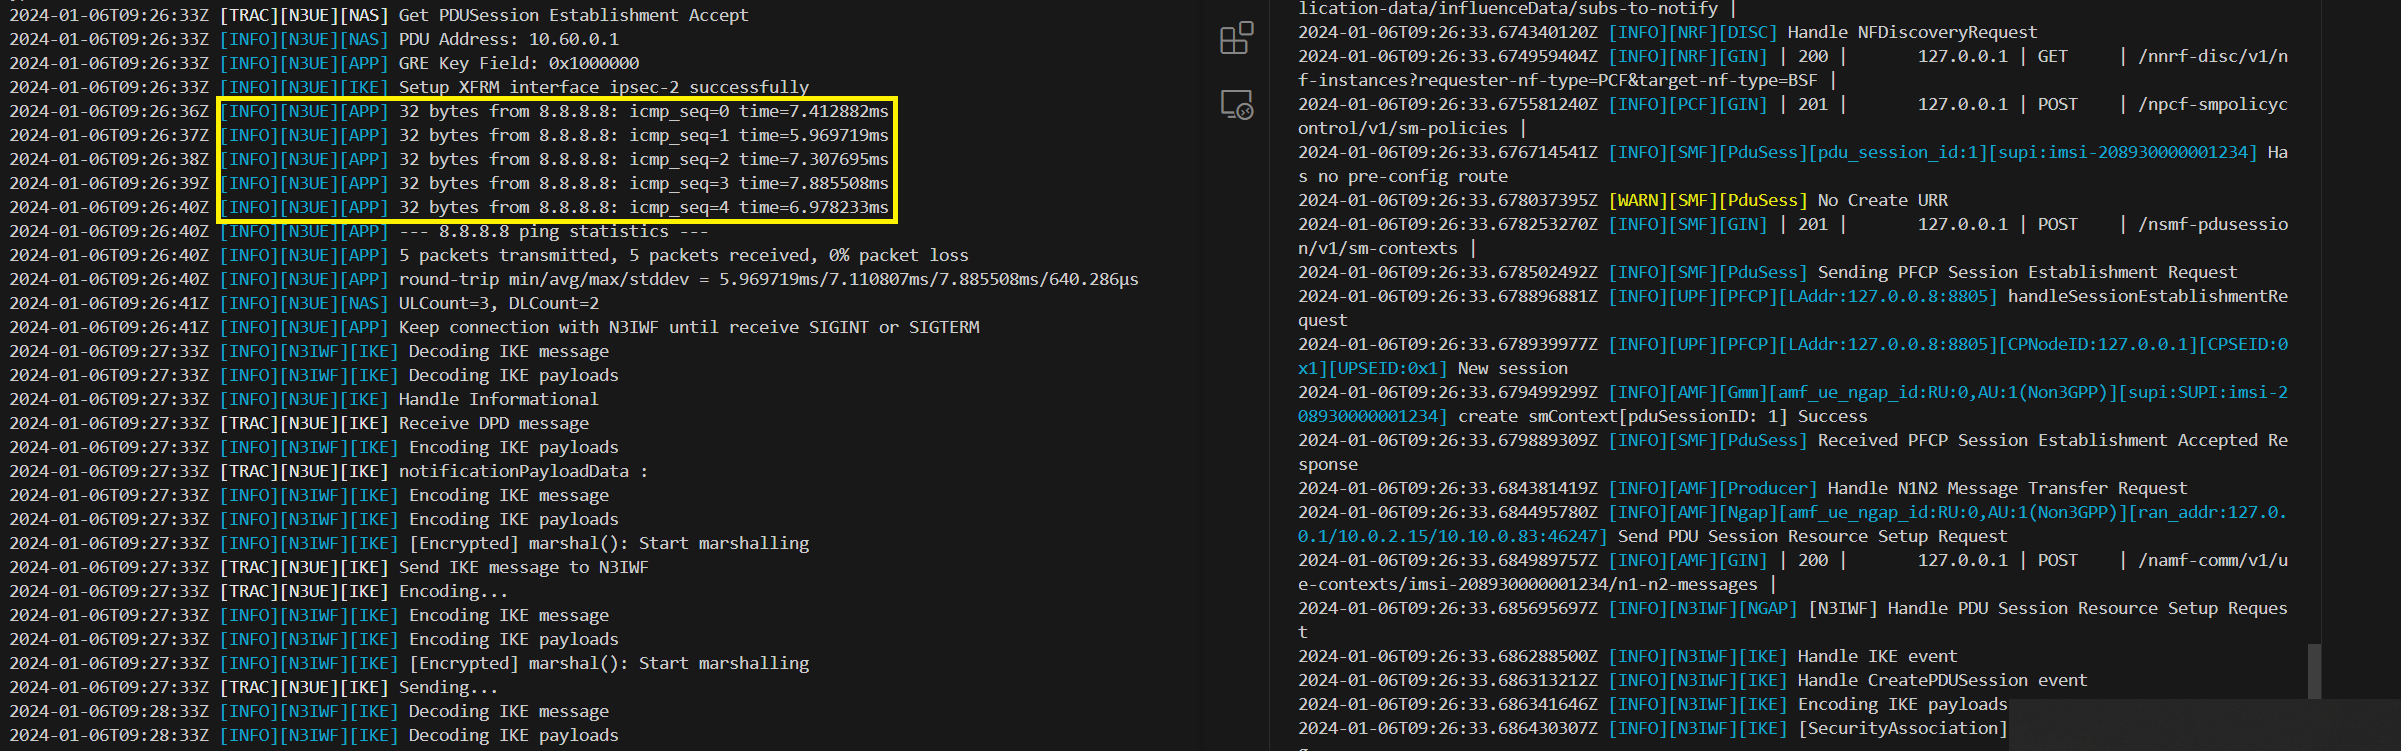 2024-01-06T09:26:33Z [TRAC][N3UE][NAS] Get PDUSession Establishment Accept
2024-01-06T09:26:33Z [INFO][N3UE][NAS] PDU Address: 10.60.0.1
2024-01-06T09:26:33Z [INFO][N3UE][APP] GRE Key Field: 0x1000000
2024-01-06T09:26:33Z [INFO][N3UE][IKE] Setup XFRM interface ipsec-2 successfully
2024-01-06T09:26:36Z [INFO][N3UE][APP] 32 bytes from 8.8.8.8: icmp_seq=0 time=7.412882ms
2024-01-06T09:26:37Z [INFO][N3UE][APP] 32 bytes from 8.8.8.8: icmp_seq=1 time=5.969719ms
2024-01-06T09:26:38Z [INFO][N3UE][APP] 32 bytes from 8.8.8.8: icmp_seq=2 time=7.307695ms
2024-01-06T09:26:39Z [INFO][N3UE][APP] 32 bytes from 8.8.8.8: icmp_seq=3 time=7.885508ms
2024-01-06T09:26:40Z [INFO][N3UE][APP] 32 bytes from 8.8.8.8: icmp_seq=4 time=6.978233ms
2024-01-06T09:26:40Z [INFO][N3UE][APP] --- 8.8.8.8 ping statistics ---
2024-01-06T09:26:40Z [INFO][N3UE][APP] 5 packets transmitted, 5 packets received, 0% packet loss
2024-01-06T09:26:40Z [INFO][N3UE][APP] round-trip min/avg/max/stddev = 5.969719ms/7.110807ms/7.885508ms/640.286µs
2024-01-06T09:26:41Z [INFO][N3UE][NAS] ULCount=3, DLCount=2
2024-01-06T09:26:41Z [INFO][N3UE][APP] Keep connection with N3IWF until receive SIGINT or SIGTERM
2024-01-06T09:27:33Z [INFO][N3IWF][IKE] Decoding IKE message
2024-01-06T09:27:33Z [INFO][N3IWF][IKE] Decoding IKE payloads
2024-01-06T09:27:33Z [INFO][N3UE][IKE] Handle Informational
2024-01-06T09:27:33Z [TRAC][N3UE][IKE] Receive DPD message
2024-01-06T09:27:33Z [INFO][N3IWF][IKE] Encoding IKE payloads
2024-01-06T09:27:33Z [TRAC][N3UE][IKE] notificationPayloadData :
2024-01-06T09:27:33Z [INFO][N3IWF][IKE] Encoding IKE message
2024-01-06T09:27:33Z [INFO][N3IWF][IKE] Encoding IKE payloads
2024-01-06T09:27:33Z [INFO][N3IWF][IKE] [Encrypted] marshal(): Start marshalling
2024-01-06T09:27:33Z [TRAC][N3UE][IKE] Send IKE message to N3IWF
2024-01-06T09:27:33Z [TRAC][N3UE][IKE] Encoding...
2024-01-06T09:27:33Z [INFO][N3IWF][IKE] Encoding IKE message
2024-01-06T09:27:33Z [INFO][N3IWF][IKE] Encoding IKE payloads
2024-01-06T09:27:33Z [INFO][N3IWF][IKE] [Encrypted] marshal(): Start marshalling
2024-01-06T09:27:33Z [TRAC][N3UE][IKE] Sending...
2024-01-06T09:28:33Z [INFO][N3IWF][IKE] Decoding IKE message
2024-01-06T09:28:33Z [INFO][N3IWF][IKE] Decoding IKE payloads
lication-data/influenceData/subs-to-notify |
2024-01-06T09:26:33.674340120Z [INFO][NRF][DISC] Handle NFDiscoveryRequest
2024-01-06T09:26:33.674959404Z [INFO][NRF][GIN] | 200 |       127.0.0.1 | GET     | /nnrf-disc/v1/n
f-instances?requester-nf-type=PCF&target-nf-type=BSF |
2024-01-06T09:26:33.675581240Z [INFO][PCF][GIN] | 201 |       127.0.0.1 | POST    | /npcf-smpolicyc
ontrol/v1/sm-policies |
2024-01-06T09:26:33.676714541Z [INFO][SMF][PduSess][pdu_session_id:1][supi:imsi-208930000001234] Ha
s no pre-config route
2024-01-06T09:26:33.678037395Z [WARN][SMF][PduSess] No Create URR
2024-01-06T09:26:33.678253270Z [INFO][SMF][GIN] | 201 |       127.0.0.1 | POST    | /nsmf-pdusessio
n/v1/sm-contexts |
2024-01-06T09:26:33.678502492Z [INFO][SMF][PduSess] Sending PFCP Session Establishment Request
2024-01-06T09:26:33.678896881Z [INFO][UPF][PFCP][LAddr:127.0.0.8:8805] handleSessionEstablishmentRe
quest
2024-01-06T09:26:33.678939977Z [INFO][UPF][PFCP][LAddr:127.0.0.8:8805][CPNodeID:127.0.0.1][CPSEID:0
x1][UPSEID:0x1] New session
2024-01-06T09:26:33.679499299Z [INFO][AMF][Gmm][amf_ue_ngap_id:RU:0,AU:1(Non3GPP)][supi:SUPI:imsi-2
08930000001234] create smContext[pduSessionID: 1] Success
2024-01-06T09:26:33.679889309Z [INFO][SMF][PduSess] Received PFCP Session Establishment Accepted Re
sponse
2024-01-06T09:26:33.684381419Z [INFO][AMF][Producer] Handle N1N2 Message Transfer Request
2024-01-06T09:26:33.684495780Z [INFO][AMF][Ngap][amf_ue_ngap_id:RU:0,AU:1(Non3GPP)][ran_addr:127.0.
0.1/10.0.2.15/10.10.0.83:46247] Send PDU Session Resource Setup Request
2024-01-06T09:26:33.684989757Z [INFO][AMF][GIN] | 200 |       127.0.0.1 | POST    | /namf-comm/v1/u
e-contexts/imsi-208930000001234/n1-n2-messages |
2024-01-06T09:26:33.685695697Z [INFO][N3IWF][NGAP] [N3IWF] Handle PDU Session Resource Setup Reques
t
2024-01-06T09:26:33.686288500Z [INFO][N3IWF][IKE] Handle IKE event
2024-01-06T09:26:33.686313212Z [INFO][N3IWF][IKE] Handle CreatePDUSession event
2024-01-06T09:26:33.686341646Z [INFO][N3IWF][IKE] Encoding IKE payloads
2024-01-06T09:26:33.686430307Z [INFO][N3IWF][IKE] [SecurityAssociation]